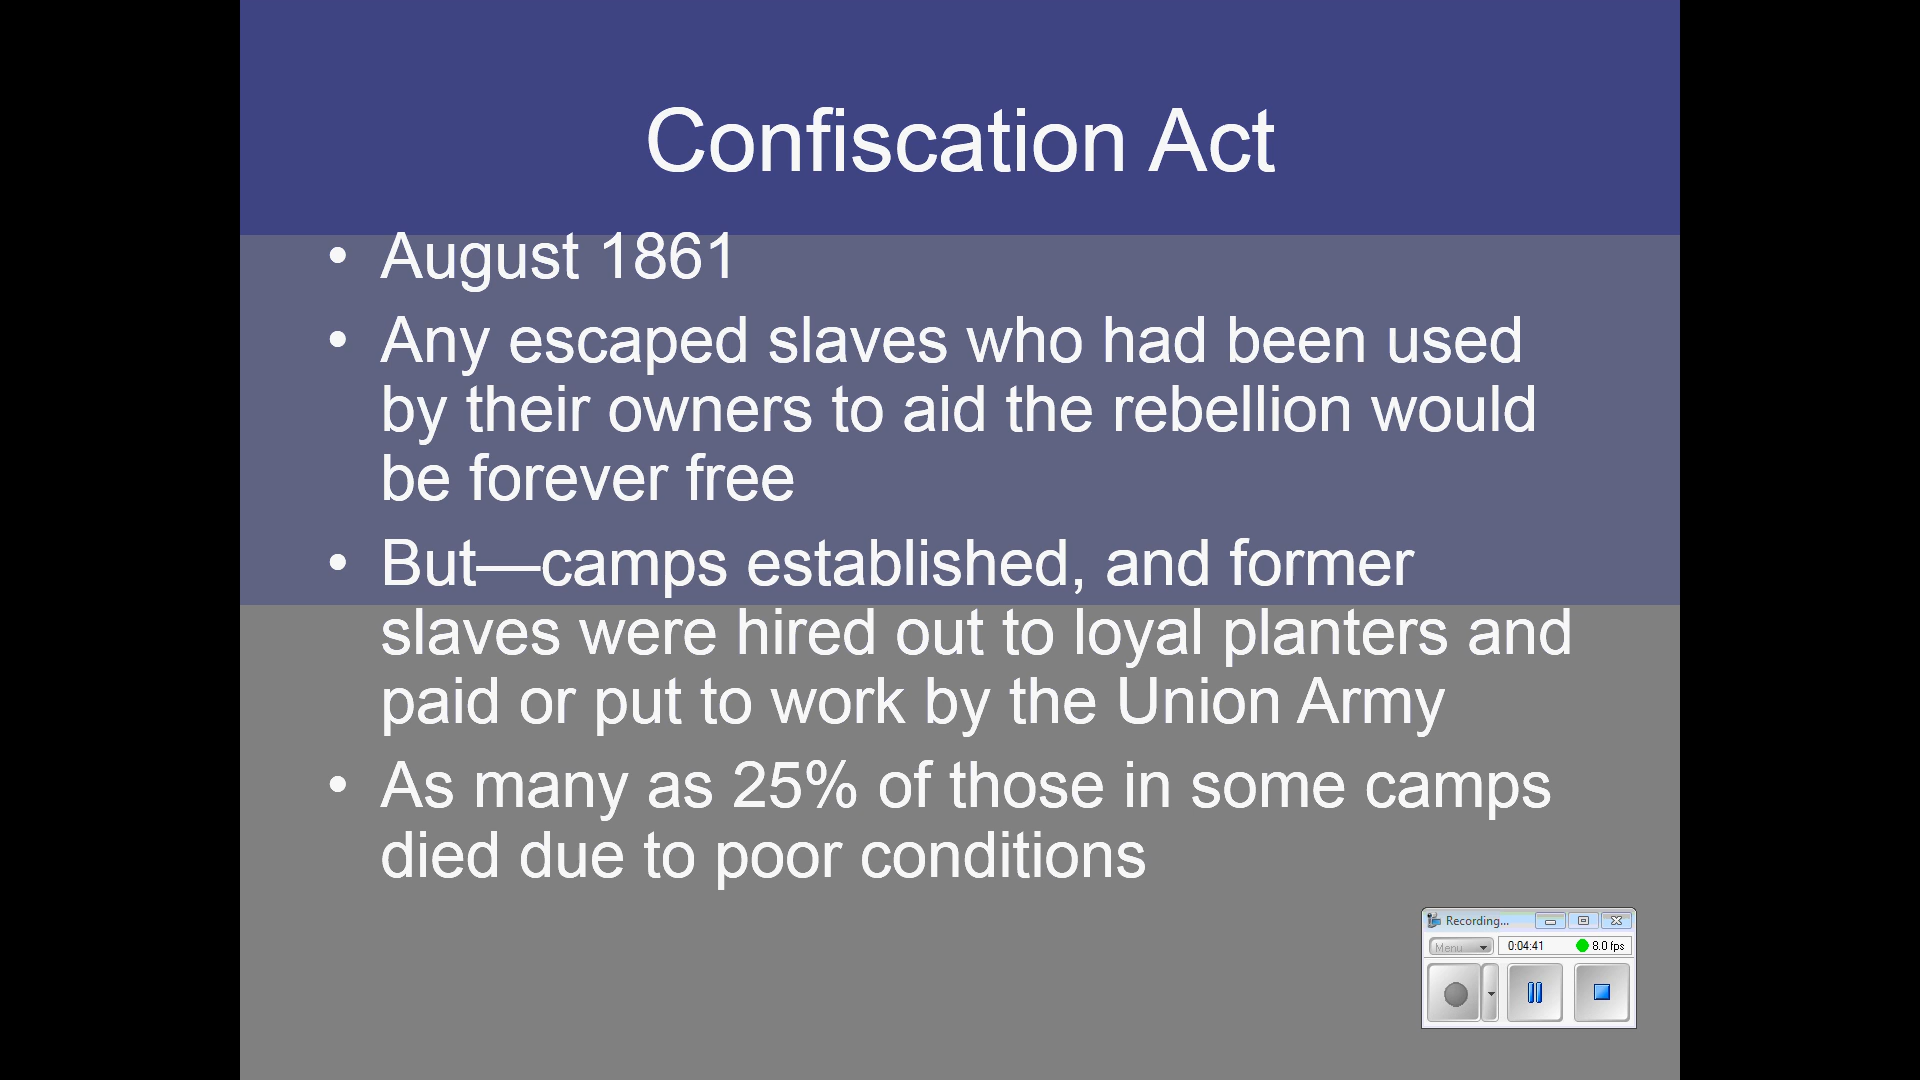 Confiscation Act
• August 1861
• Any escaped slaves who had been used
by their owners to aid the rebellion would
be forever free
• But—camps established, and former
slaves were hired out to loyal planters and
paid or put to work by the Union Army
• As many as 25% of those in some camps
died due to poor conditions
Recording...
Menu
0:04:41
8.0 fps